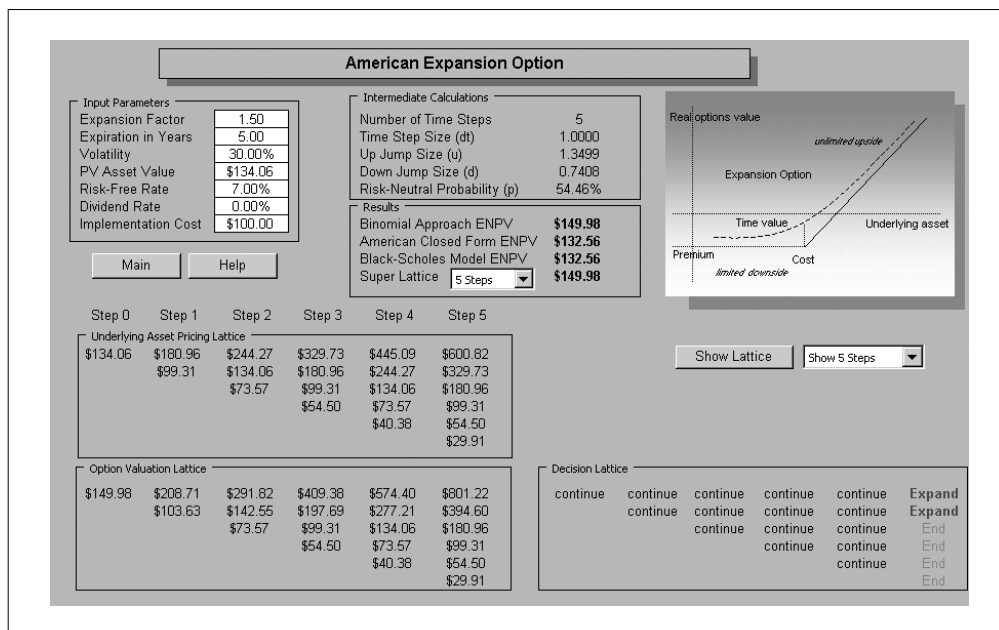 American Expansion Option
Input Parameters
Expansion Factor 1.50
Expiration in Years 5.00
Volatility 30.00%
PV Asset Value $134.06
Risk-Free Rate 7.00%
Dividend Rate 0.00%
Implementation Cost $100.00
Main Help
Intermediate Calculations
Number of Time Steps 5
Time Step Size (dt) 1.0000
Up Jump Size (u) 1.3499
Down Jump Size (d) 0.7408
Risk-Neutral Probability (p) 54.46%
Results
Binomial Approach ENPV $149.98
American Closed Form ENPV $132.56
Black-Scholes Model ENPV $132.56
Super Lattice 5 Steps $149.98
Real options value
unlimited upside
Expansion Option
Time value Underlying asset
Premium Cost
limited downside
Show Lattice Show 5 Steps
Step 0 Step 1 Step 2 Step 3 Step 4 Step 5
Underlying Asset Pricing Lattice
$134.06 $180.96 $244.27 $329.73 $445.09 $600.82
$99.31 $134.06 $180.96 $244.27 $329.73
$73.57 $99.31 $134.06 $180.96
$54.50 $73.57 $99.31
$40.38 $54.50
$29.91
Option Valuation Lattice
$149.98 $208.71 $291.82 $409.38 $574.40 $801.22
$103.63 $142.55 $197.69 $277.21 $394.60
$73.57 $99.31 $134.06 $180.96
$54.50 $73.57 $99.31
$40.38 $54.50
$29.91
Decision Lattice
continue continue continue continue continue Expand
continue continue continue continue Expand
continue continue continue End
continue continue End
continue End
End